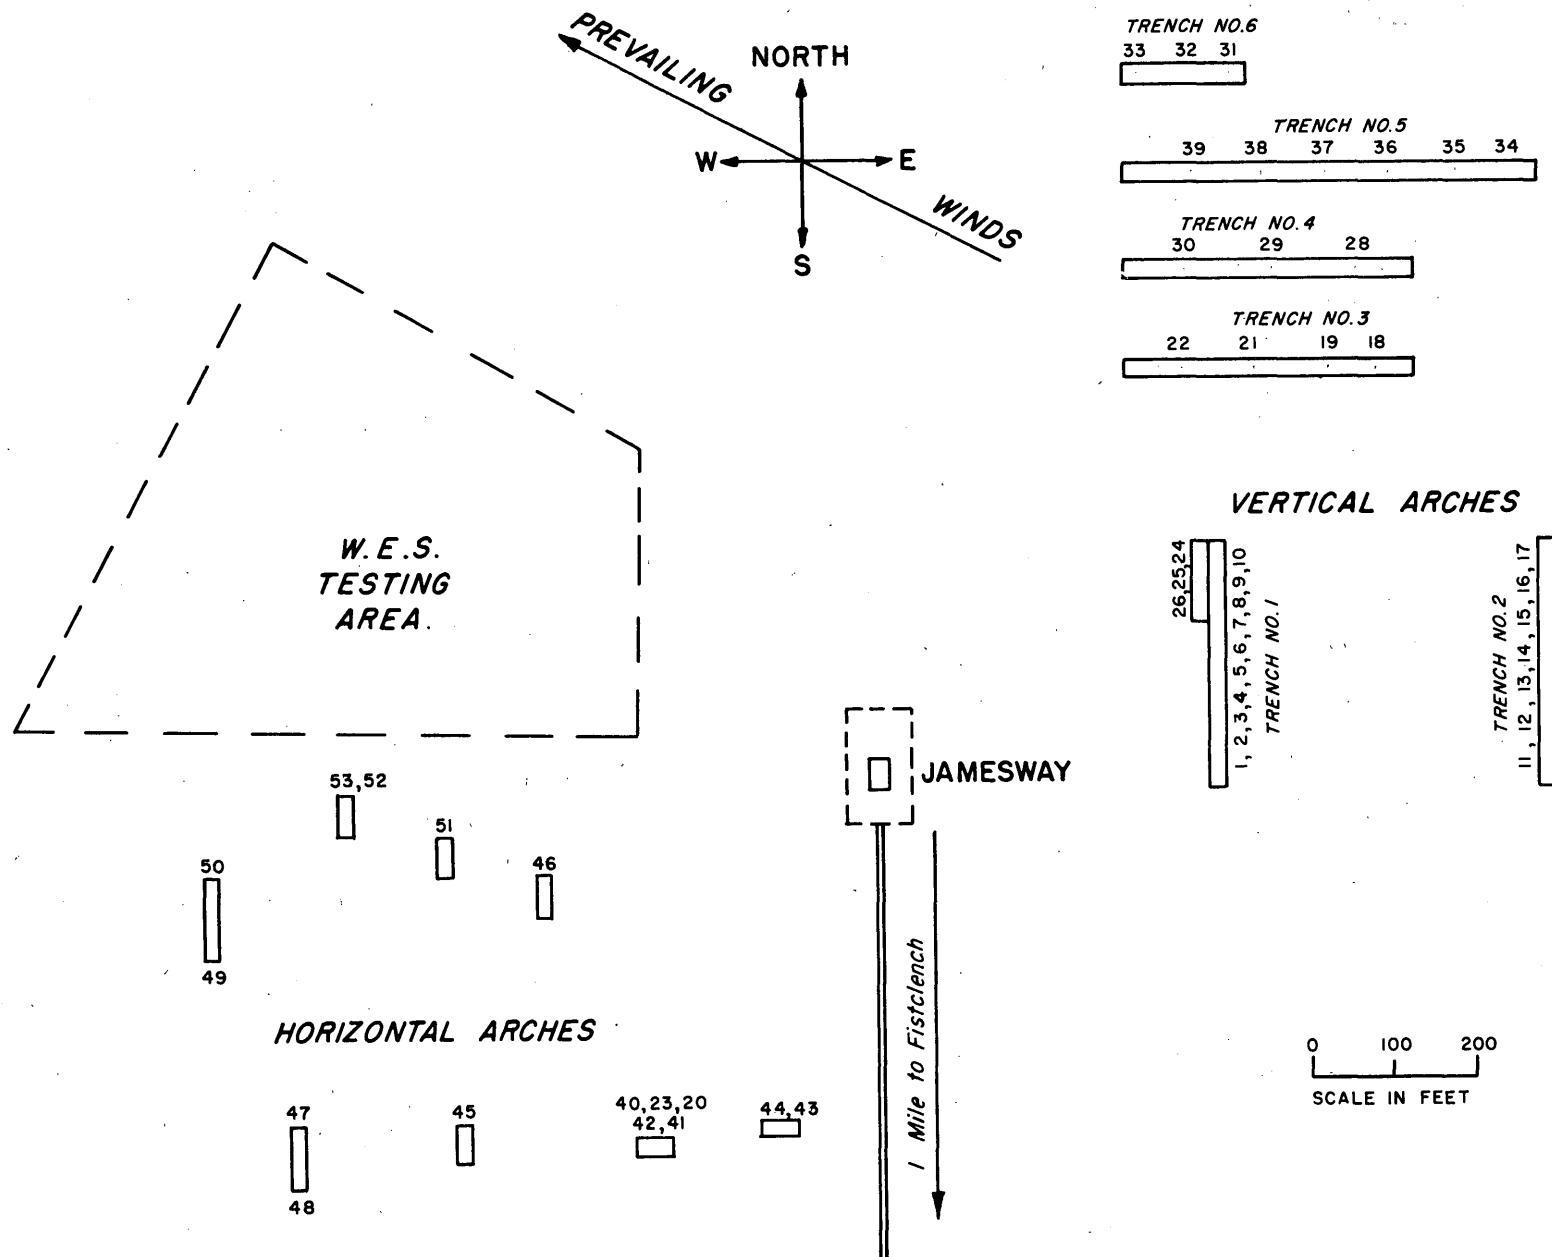 PREVAILING
WINDS
NORTH
W
E
S
TRENCH NO.6
33 32 31
TRENCH NO.5
39 38 37 36 35 34
TRENCH NO.4
30 29 28
TRENCH NO.3
22 21 19 18
W.E.S.
TESTING
AREA.
VERTICAL ARCHES
26,25,24
1, 2,3,4,5,6,7,8,9,10
TRENCH NO.1
TRENCH NO.2
11, 12, 13,14, 15, 16, 17
JAMESWAY
1 Mile to Fistclench
53,52
51
46
50
49
HORIZONTAL ARCHES
47
48
45
40,23,20
42,41
44,43
0 100 200
SCALE IN FEET